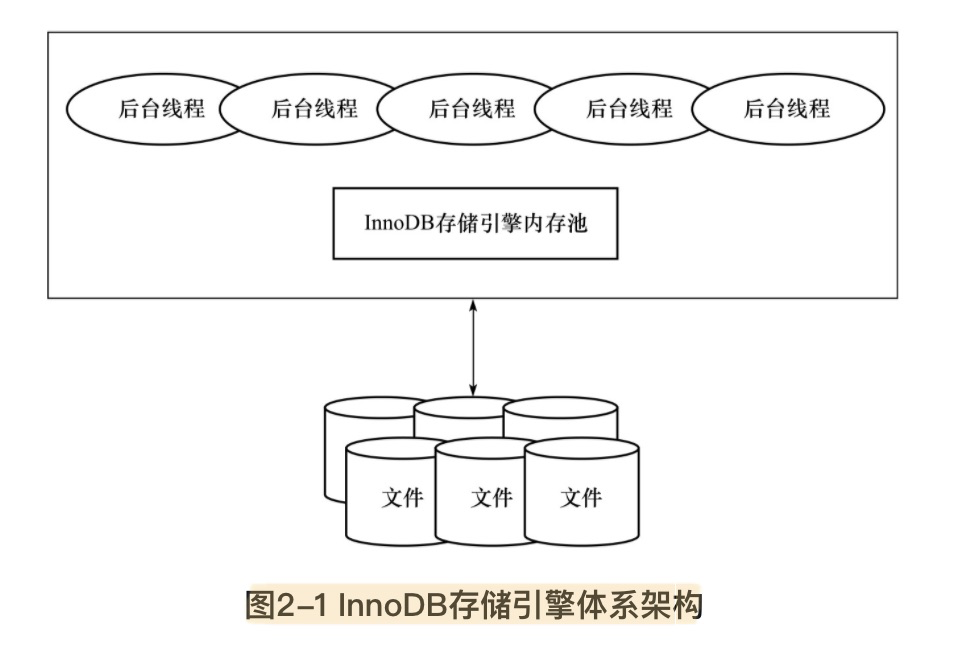 后台线程 后台线程 后台线程 后台线程 后台线程
InnoDB存储引擎内存池
文件 文件 文件
图2-1 InnoDB存储引擎体系架构